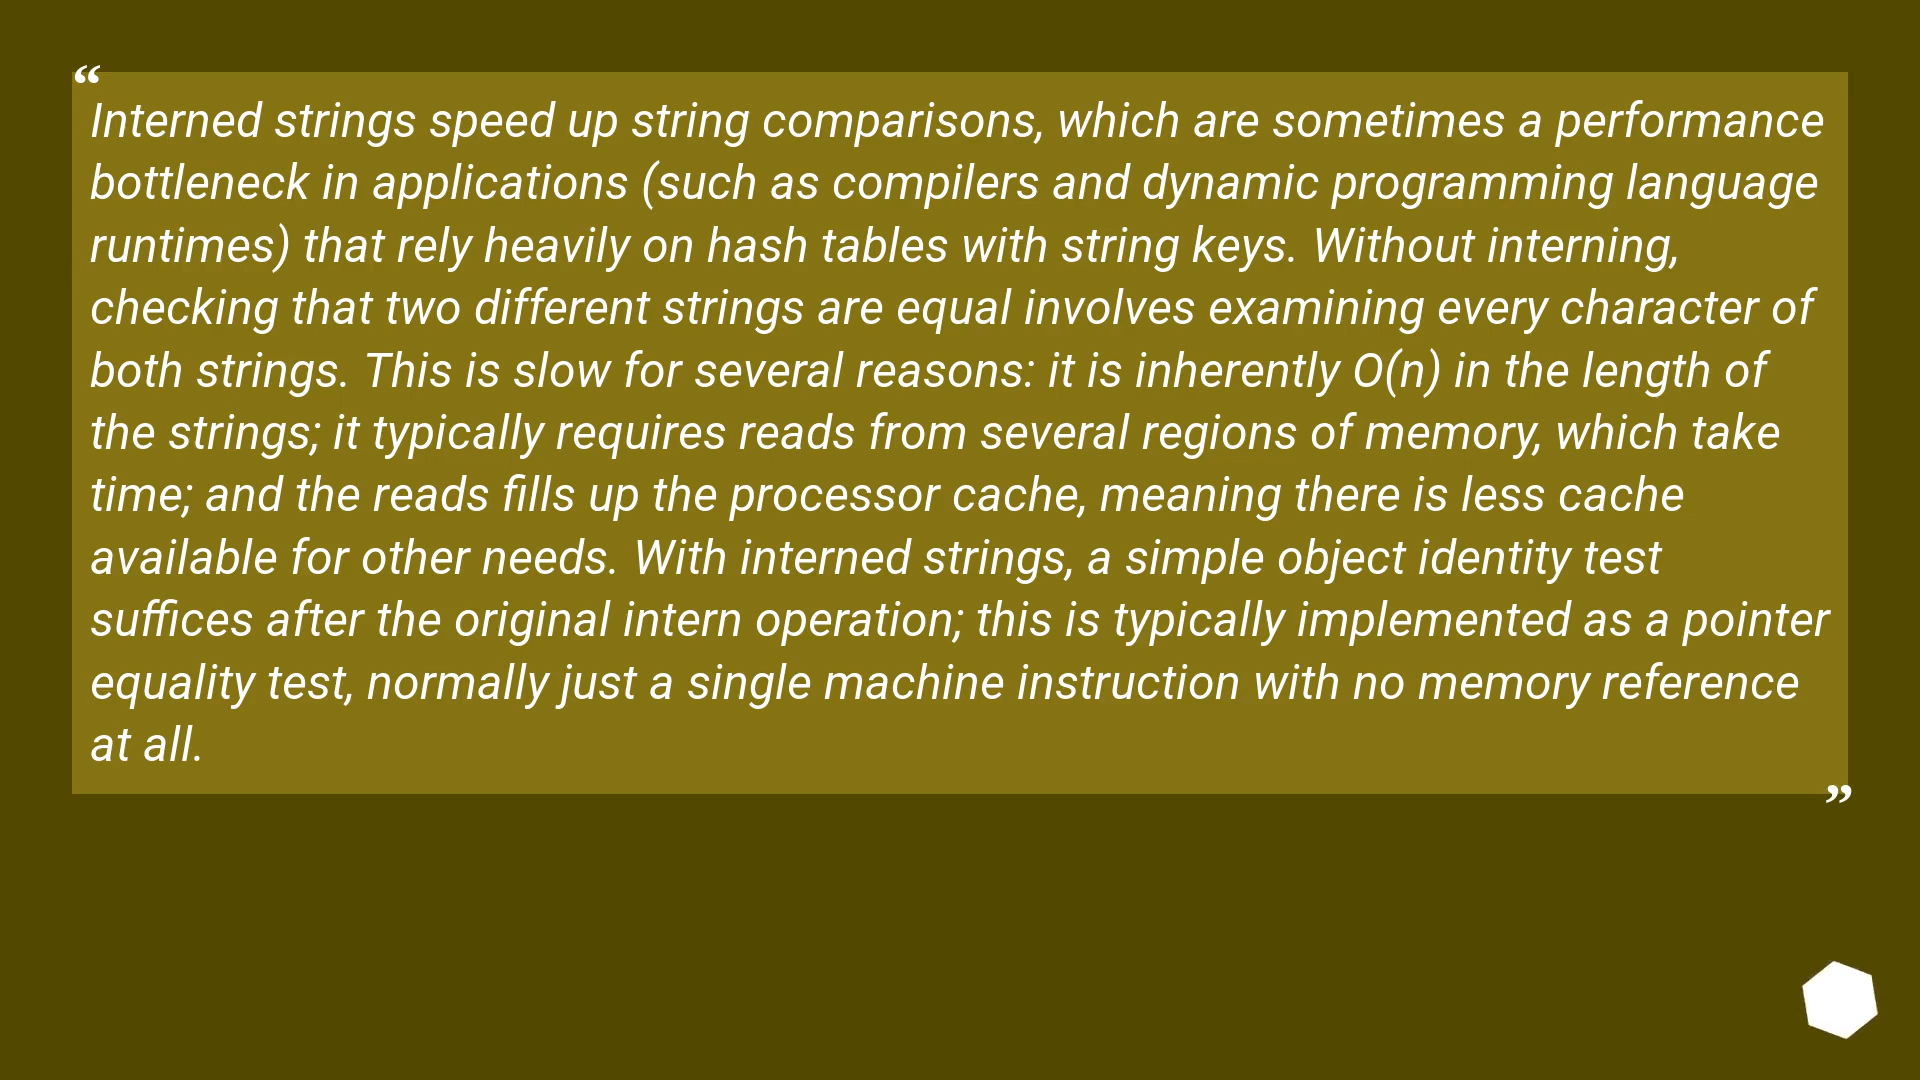 “
Interned strings speed up string comparisons, which are sometimes a performance
bottleneck in applications (such as compilers and dynamic programming language
runtimes) that rely heavily on hash tables with string keys. Without interning,
checking that two different strings are equal involves examining every character of
both strings. This is slow for several reasons: it is inherently O(n) in the length of
the strings; it typically requires reads from several regions of memory, which take
time; and the reads fills up the processor cache, meaning there is less cache
available for other needs. With interned strings, a simple object identity test
suffices after the original intern operation; this is typically implemented as a pointer
equality test, normally just a single machine instruction with no memory reference
at all.
”